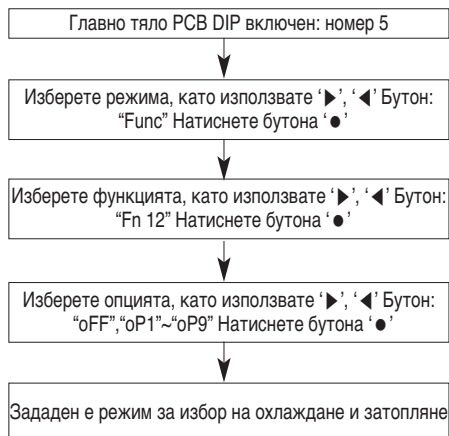 Главно тяло PCB DIP включен: номер 5
Изберете режима, като използвате ‘▶’, ‘◀’ Бутон:
“Func” Натиснете бутона ‘●’
Изберете функцията, като използвате ‘▶’, ‘◀’ Бутон:
“Fn 12” Натиснете бутона ‘●’
Изберете опцията, като използвате ‘▶’, ‘◀’ Бутон:
“oFF”,“oP1”~“oP9” Натиснете бутона ‘●’
Зададен е режим за избор на охлаждане и затопляне